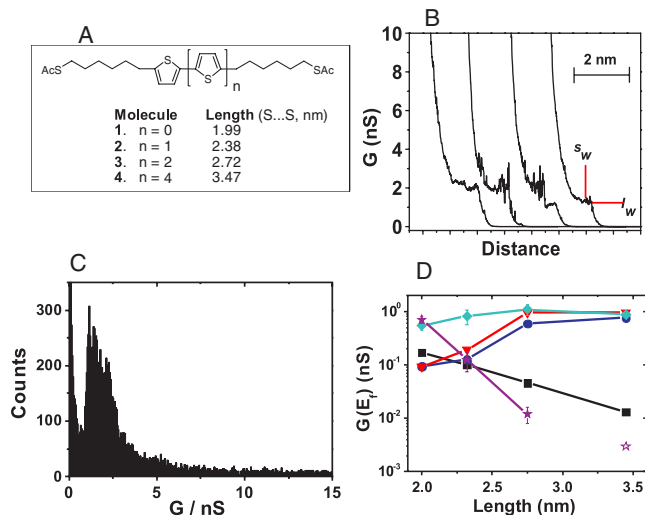 A
AcS
S
S
n
SAc
Molecule Length (S...S, nm)
1. n = 0 1.99
2. n = 1 2.38
3. n = 2 2.72
4. n = 4 3.47
B
10
8
6
4
2
0
G (nS)
2 nm
s_w
I_w
Distance
C
300
200
100
0
Counts
0 5 10 15
G / nS
D
10^0
10^-1
10^-2
10^-3
G(E_f) (nS)
2.0 2.5 3.0 3.5
Length (nm)